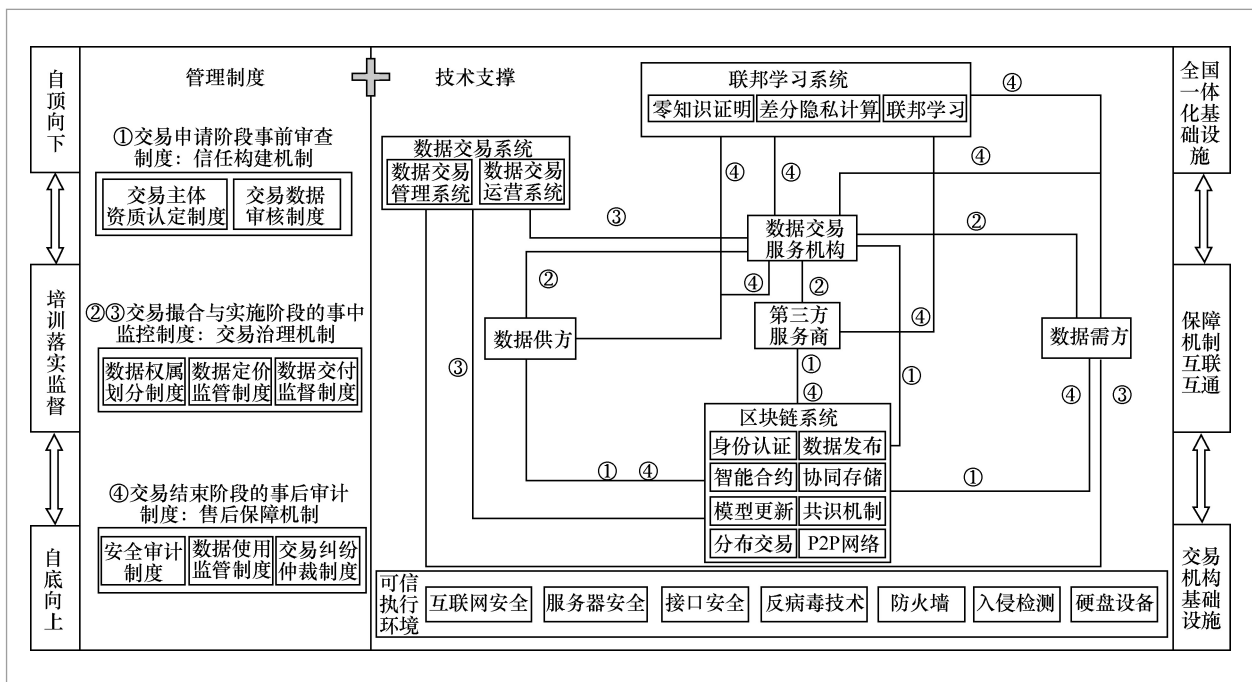 自
顶
向
下
培
训
落
实
监
督
自
底
向
上
管理制度
①交易申请阶段事前审查
制度：信任构建机制
交易主体
资质认定制度
交易数据
审核制度
②③交易撮合与实施阶段的事中
监控制度：交易治理机制
数据权属
划分制度
数据定价
监管制度
数据交付
监督制度
④交易结束阶段的事后审计
制度：售后保障机制
安全审计
制度
数据使用
监管制度
交易纠纷
仲裁制度
技术支撑
联邦学习系统
零知识证明
差分隐私计算
联邦学习
数据交易系统
数据交易
管理系统
数据交易
运营系统
④
④
④
④
③
②
数据交易
服务机构
②
④
②
第三方
服务商
④
数据供方
数据需方
③
①
④
①
④
③
区块链系统
身份认证
数据发布
智能合约
协同存储
模型更新
共识机制
分布交易
P2P网络
① ④
①
可信
执行
环境
互联网安全
服务器安全
接口安全
反病毒技术
防火墙
入侵检测
硬盘设备
全国
一体
化基
础设
施
保障
机制
互联
互通
交易
机构
基础
设施